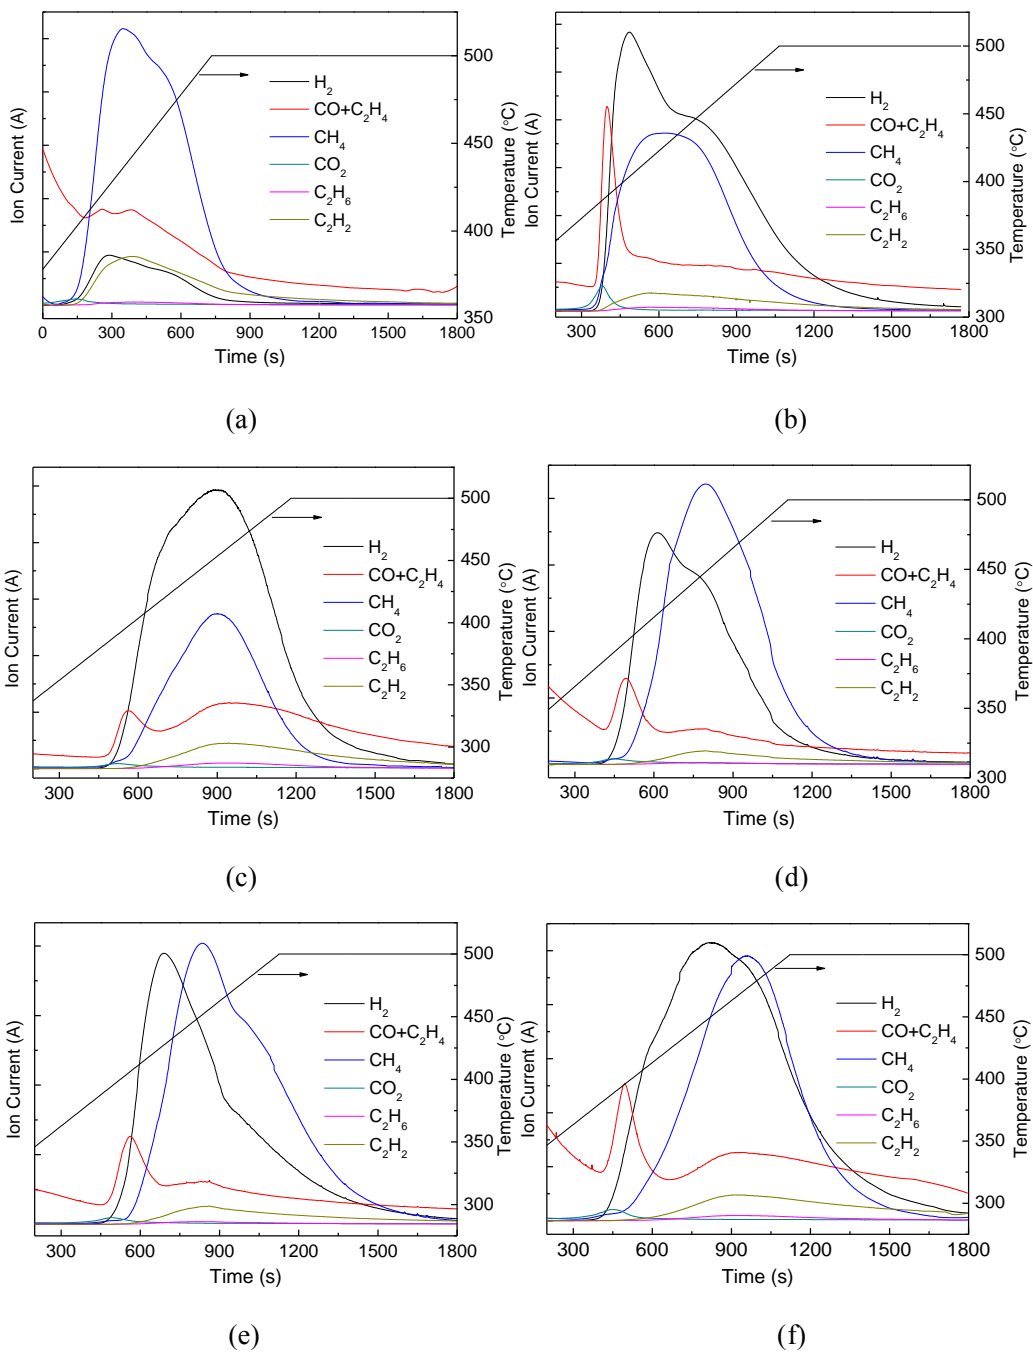 500
450
400
350
Ion Current (A)
Temperature (°C)
H2
CO+C2H4
CH4
CO2
C2H6
C2H2
0 300 600 900 1200 1500 1800
Time (s)
(a)
500
450
400
350
300
Ion Current (A)
Temperature (°C)
H2
CO+C2H4
CH4
CO2
C2H6
C2H2
300 600 900 1200 1500 1800
Time (s)
(b)
500
450
400
350
300
Ion Current (A)
Temperature (°C)
H2
CO+C2H4
CH4
CO2
C2H6
C2H2
300 600 900 1200 1500 1800
Time (s)
(c)
500
450
400
350
300
Ion Current (A)
Temperature (°C)
H2
CO+C2H4
CH4
CO2
C2H6
C2H2
300 600 900 1200 1500 1800
Time (s)
(d)
500
450
400
350
300
Ion Current (A)
Temperature (°C)
H2
CO+C2H4
CH4
CO2
C2H6
C2H2
300 600 900 1200 1500 1800
Time (s)
(e)
500
450
400
350
300
Ion Current (A)
Temperature (°C)
H2
CO+C2H4
CH4
CO2
C2H6
C2H2
300 600 900 1200 1500 1800
Time (s)
(f)